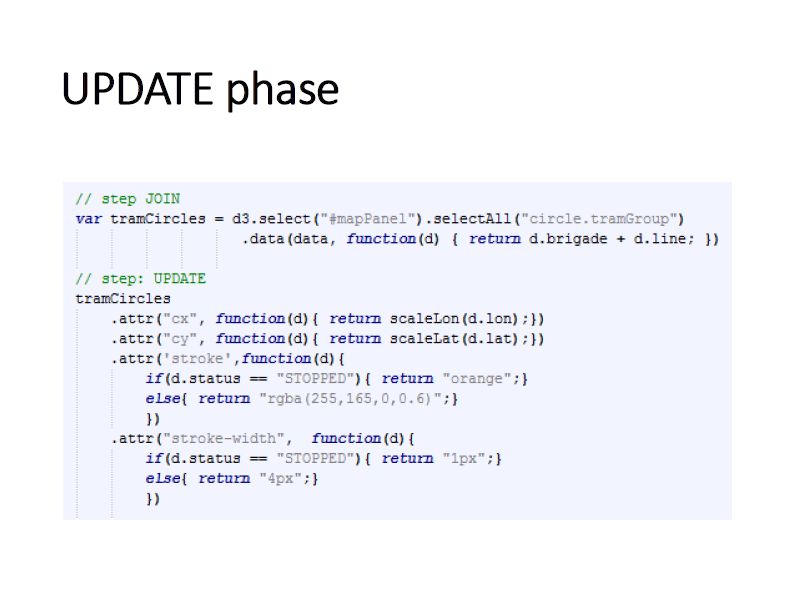 UPDATE phase
// step JOIN
var tramCircles = d3.select("#mapPanel").selectAll("circle.tramGroup")
.data(data, function(d) { return d.brigade + d.line; })
// step: UPDATE
tramCircles
.attr("cx", function(d){ return scaleLon(d.lon);})
.attr("cy", function(d){ return scaleLat(d.lat);})
.attr('stroke',function(d){
if(d.status == "STOPPED"){ return "orange";}
else{ return "rgba(255,165,0,0.6)";}
})
.attr("stroke-width", function(d){
if(d.status == "STOPPED"){ return "1px";}
else{ return "4px";}
})